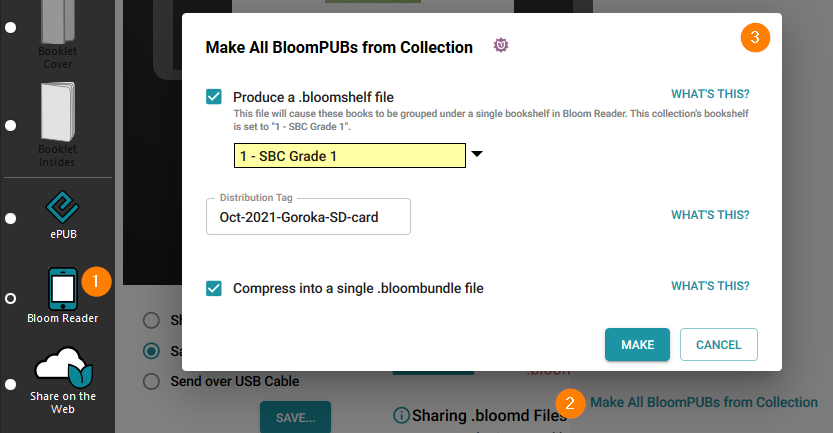 Booklet
Cover
Booklet
Insides
ePUB
1
Bloom Reader
Share on the
Web
Make All BloomPUBs from Collection
3
Produce a .bloomshelf file
WHAT'S THIS?
This file will cause these books to be grouped under a single bookshelf in Bloom Reader. This collection's bookshelf
is set to "1 - SBC Grade 1".
1 - SBC Grade 1
Distribution Tag
Oct-2021-Goroka-SD-card
WHAT'S THIS?
Compress into a single .bloombundle file
WHAT'S THIS?
MAKE
CANCEL
Send over USB Cable
SAVE...
2
Make All BloomPUBs from Collection
Sharing .bloomd Files